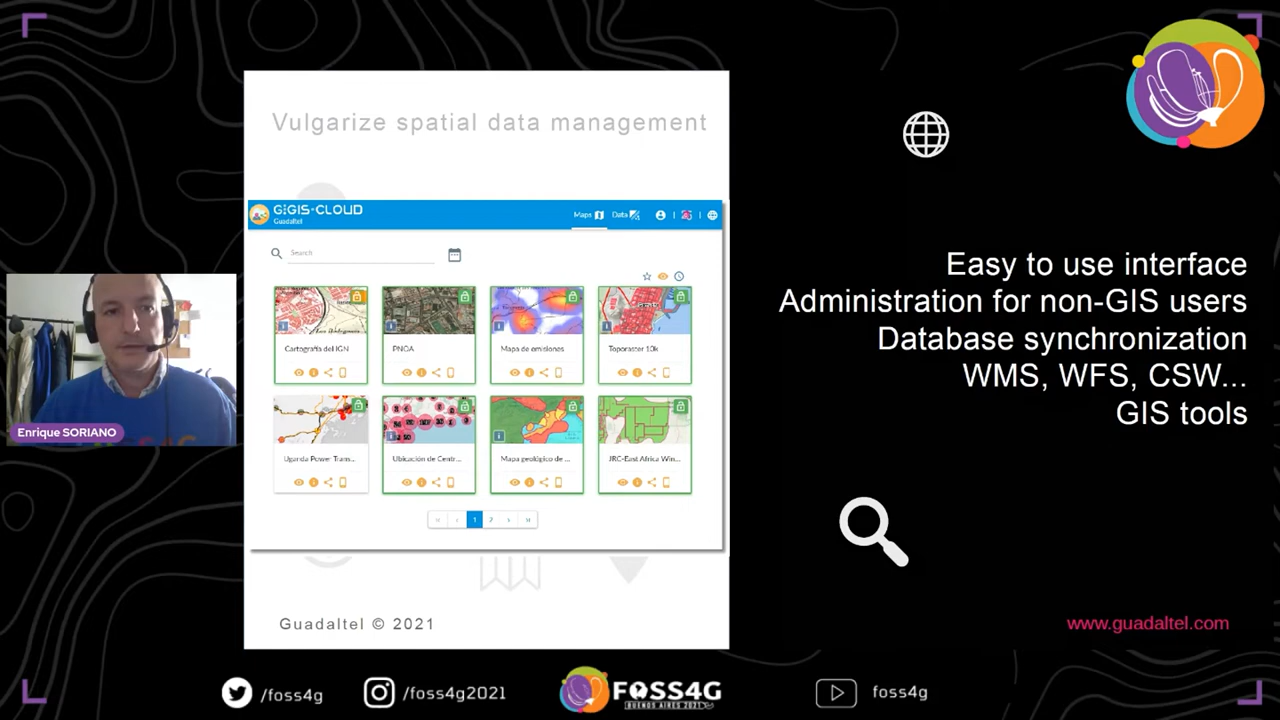 Vulgarize spatial data management
GIGIS-CLOUD
Guadaltel
Maps
Data
Search
Cartografía del IGN
PNOA
Mapa de emisiones
Toporaster 10k
Uganda Power Trans...
Ubicación de Centr...
Mapa geológico de ...
JRC-East Africa Win...
« ‹ 1 2 › »
Guadaltel © 2021
Easy to use interface
Administration for non-GIS users
Database synchronization
WMS, WFS, CSW...
GIS tools
www.guadaltel.com
Enrique SORIANO
/foss4g
/foss4g2021
FOSS4G
BUENOS AIRES 2021
foss4g